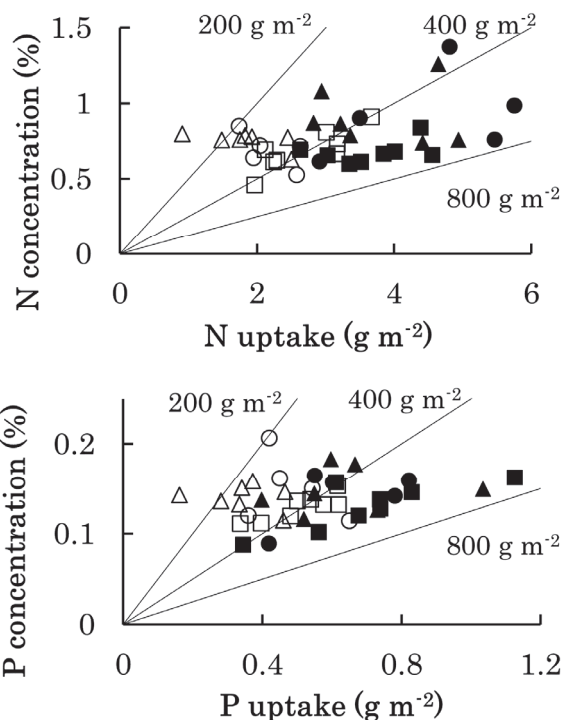 200 g m⁻²
400 g m⁻²
1.5
1
0.5
0
800 g m⁻²
0
2
4
6
N concentration (%)
N uptake (g m⁻²)
200 g m⁻²
400 g m⁻²
0.2
0.1
0
800 g m⁻²
0
0.4
0.8
1.2
P concentration (%)
P uptake (g m⁻²)